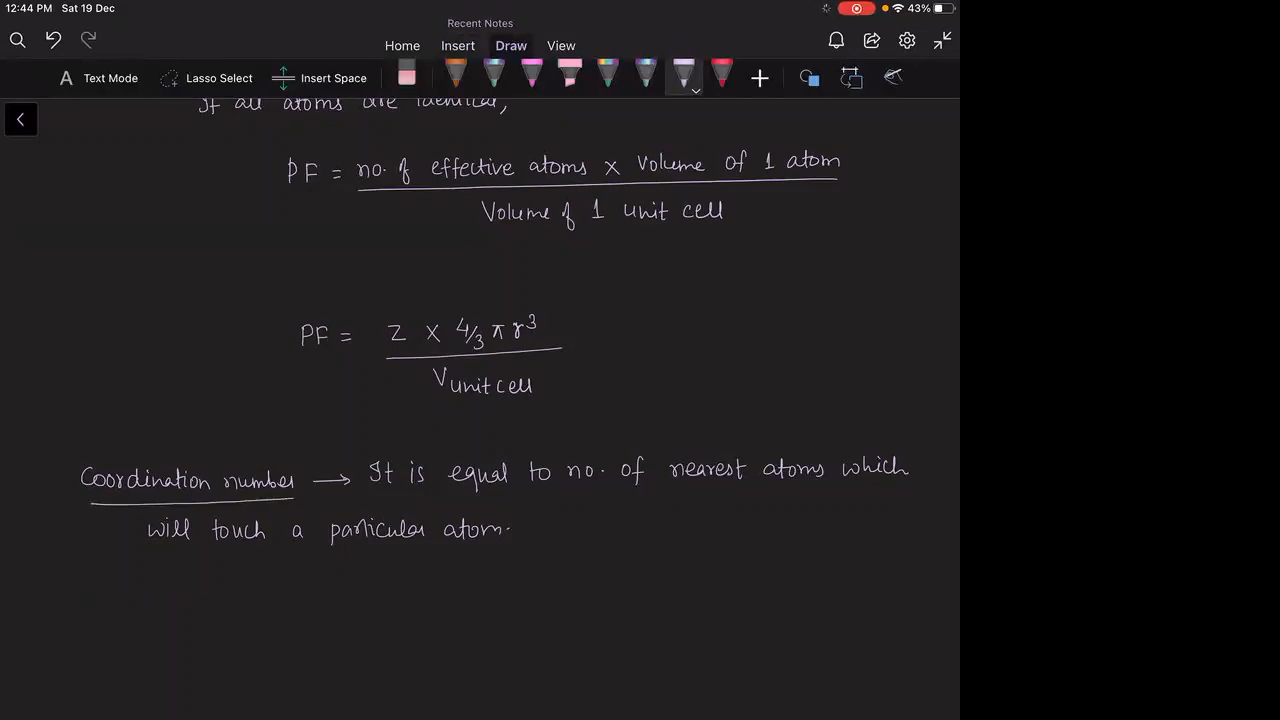 12:44 PM Sat 19 Dec
43%
Recent Notes
Home Insert Draw View
Text Mode Lasso Select Insert Space
If all atoms are identical,
PF = no. of effective atoms x Volume of 1 atom
Volume of 1 unit cell
PF = Z x 4/3 π r³
V unit cell
Coordination number → It is equal to no. of nearest atoms which
will touch a particular atom.